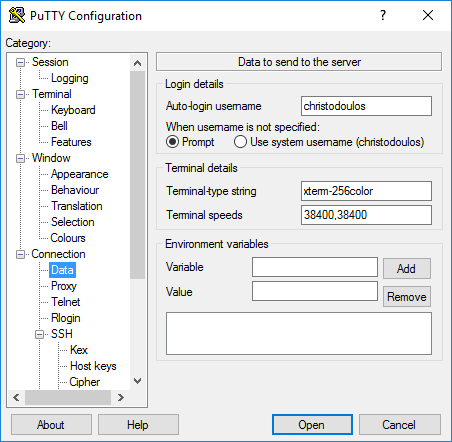 PuTTY Configuration
?
Category:
Session
Logging
Terminal
Keyboard
Bell
Features
Window
Appearance
Behaviour
Translation
Selection
Colours
Connection
Data
Proxy
Telnet
Rlogin
SSH
Kex
Host keys
Cipher
Data to send to the server
Login details
Auto-login username christodoulos
When username is not specified:
Prompt Use system username (christodoulos)
Terminal details
Terminal-type string xterm-256color
Terminal speeds 38400,38400
Environment variables
Variable Add
Value Remove
About Help Open Cancel